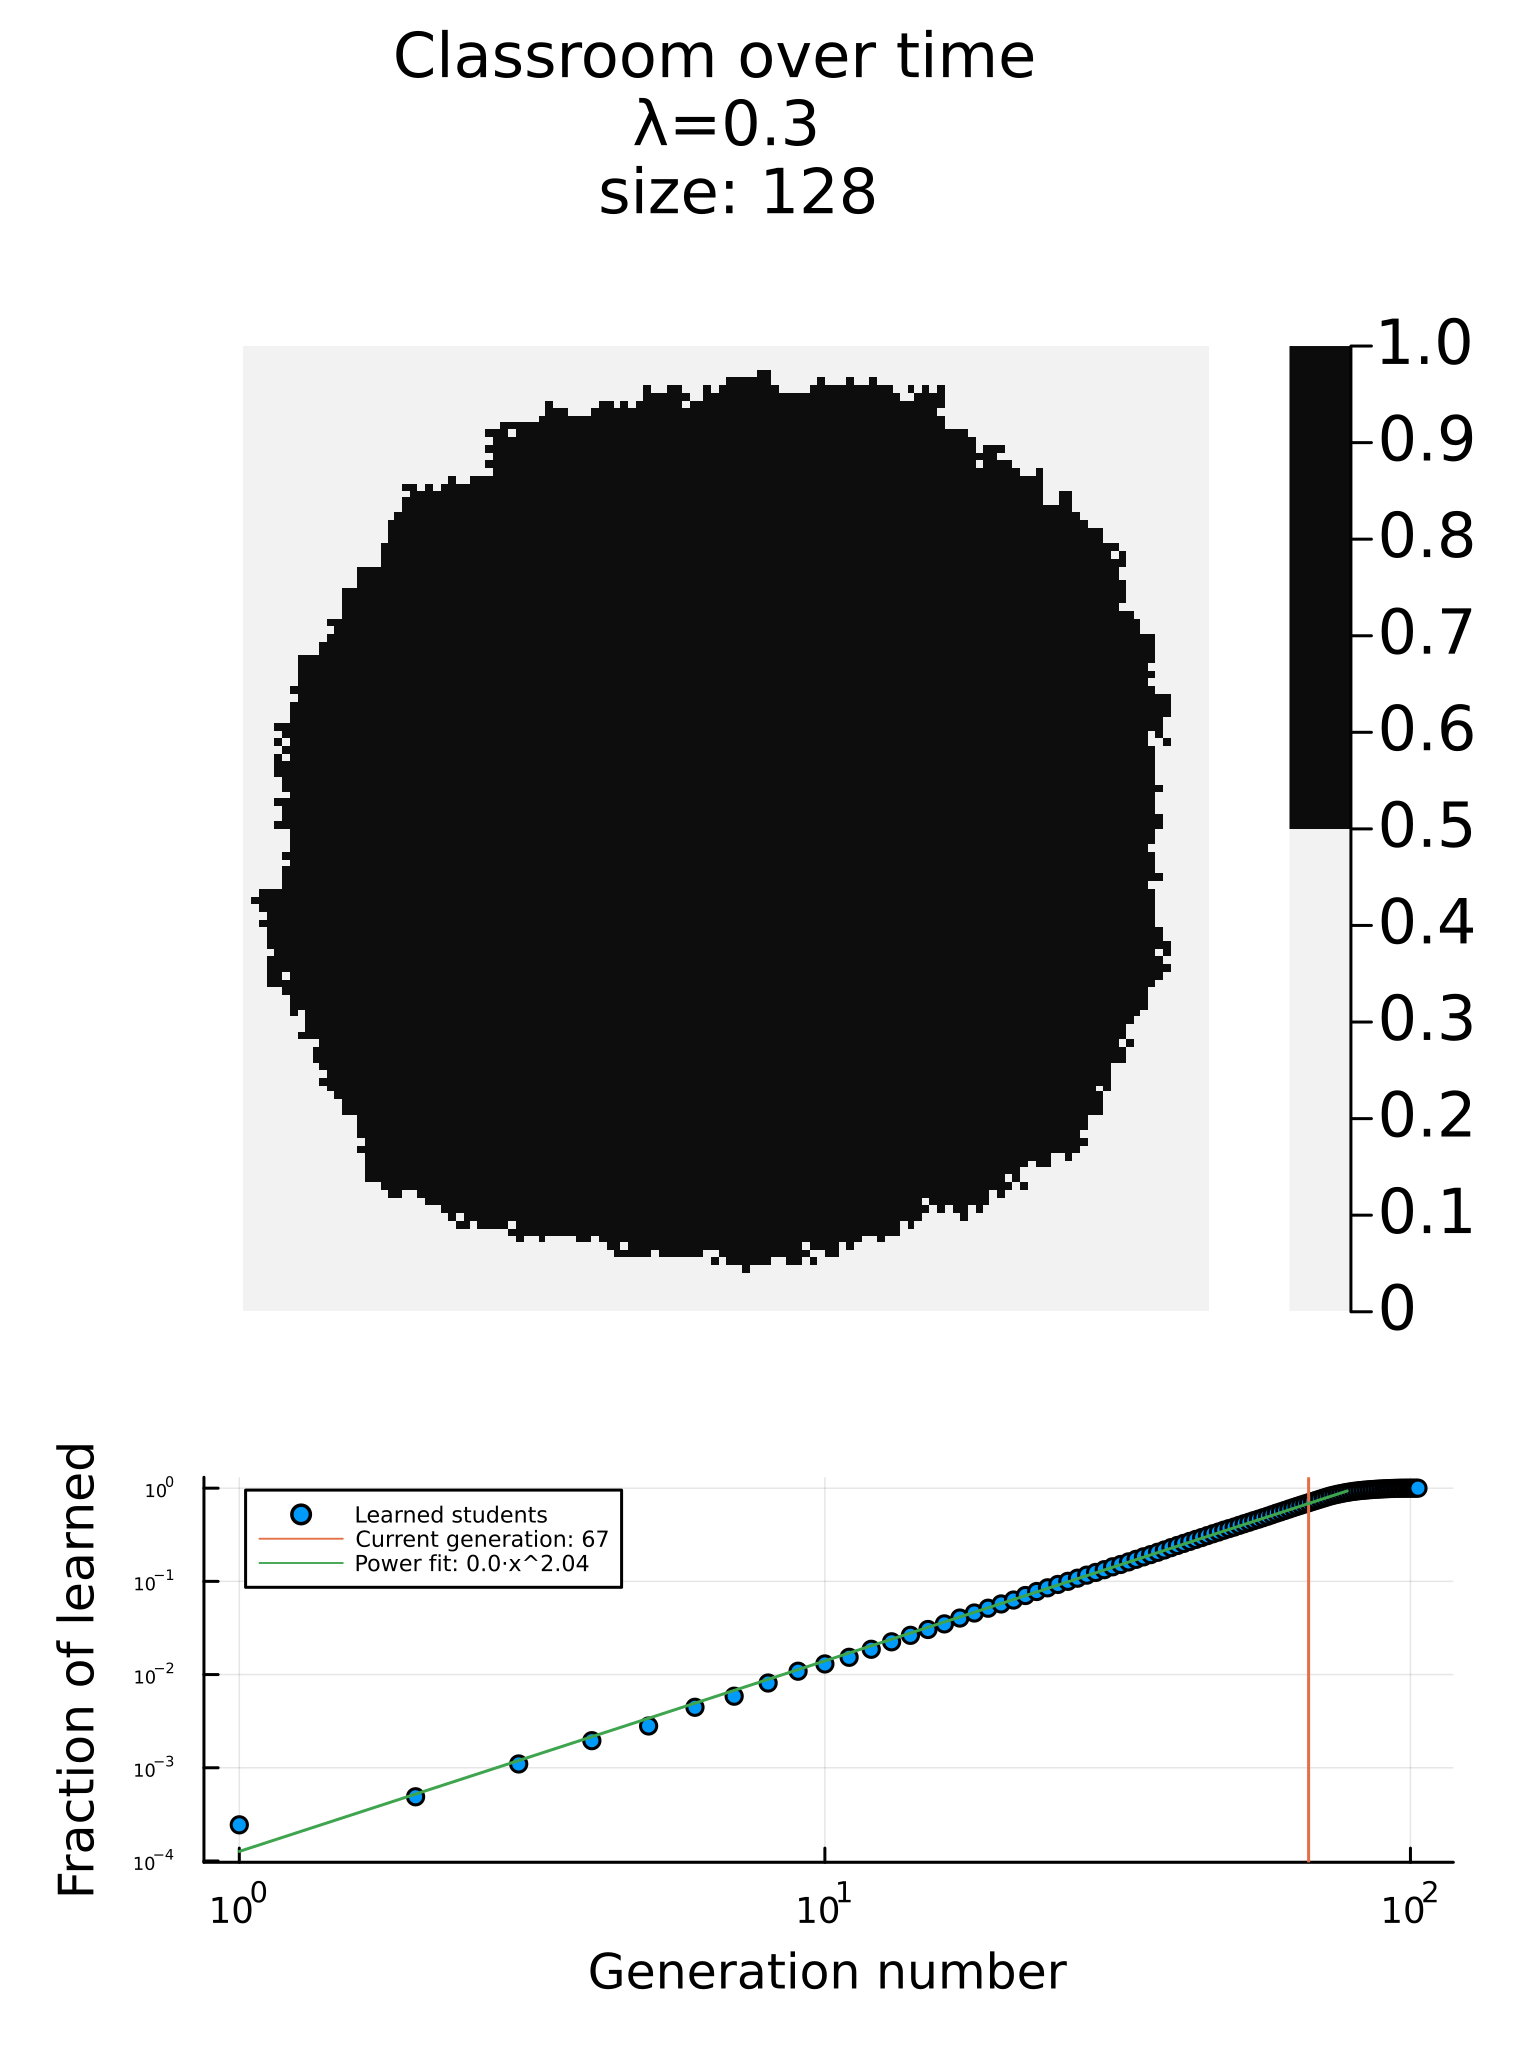 Classroom over time
λ=0.3
size: 128
1.0
0.9
0.8
0.7
0.6
0.5
0.4
0.3
0.2
0.1
0
Fraction of learned
10^0
10^-1
10^-2
10^-3
10^-4
Learned students
Current generation: 67
Power fit: 0.0·x^2.04
10^0 10^1 10^2
Generation number